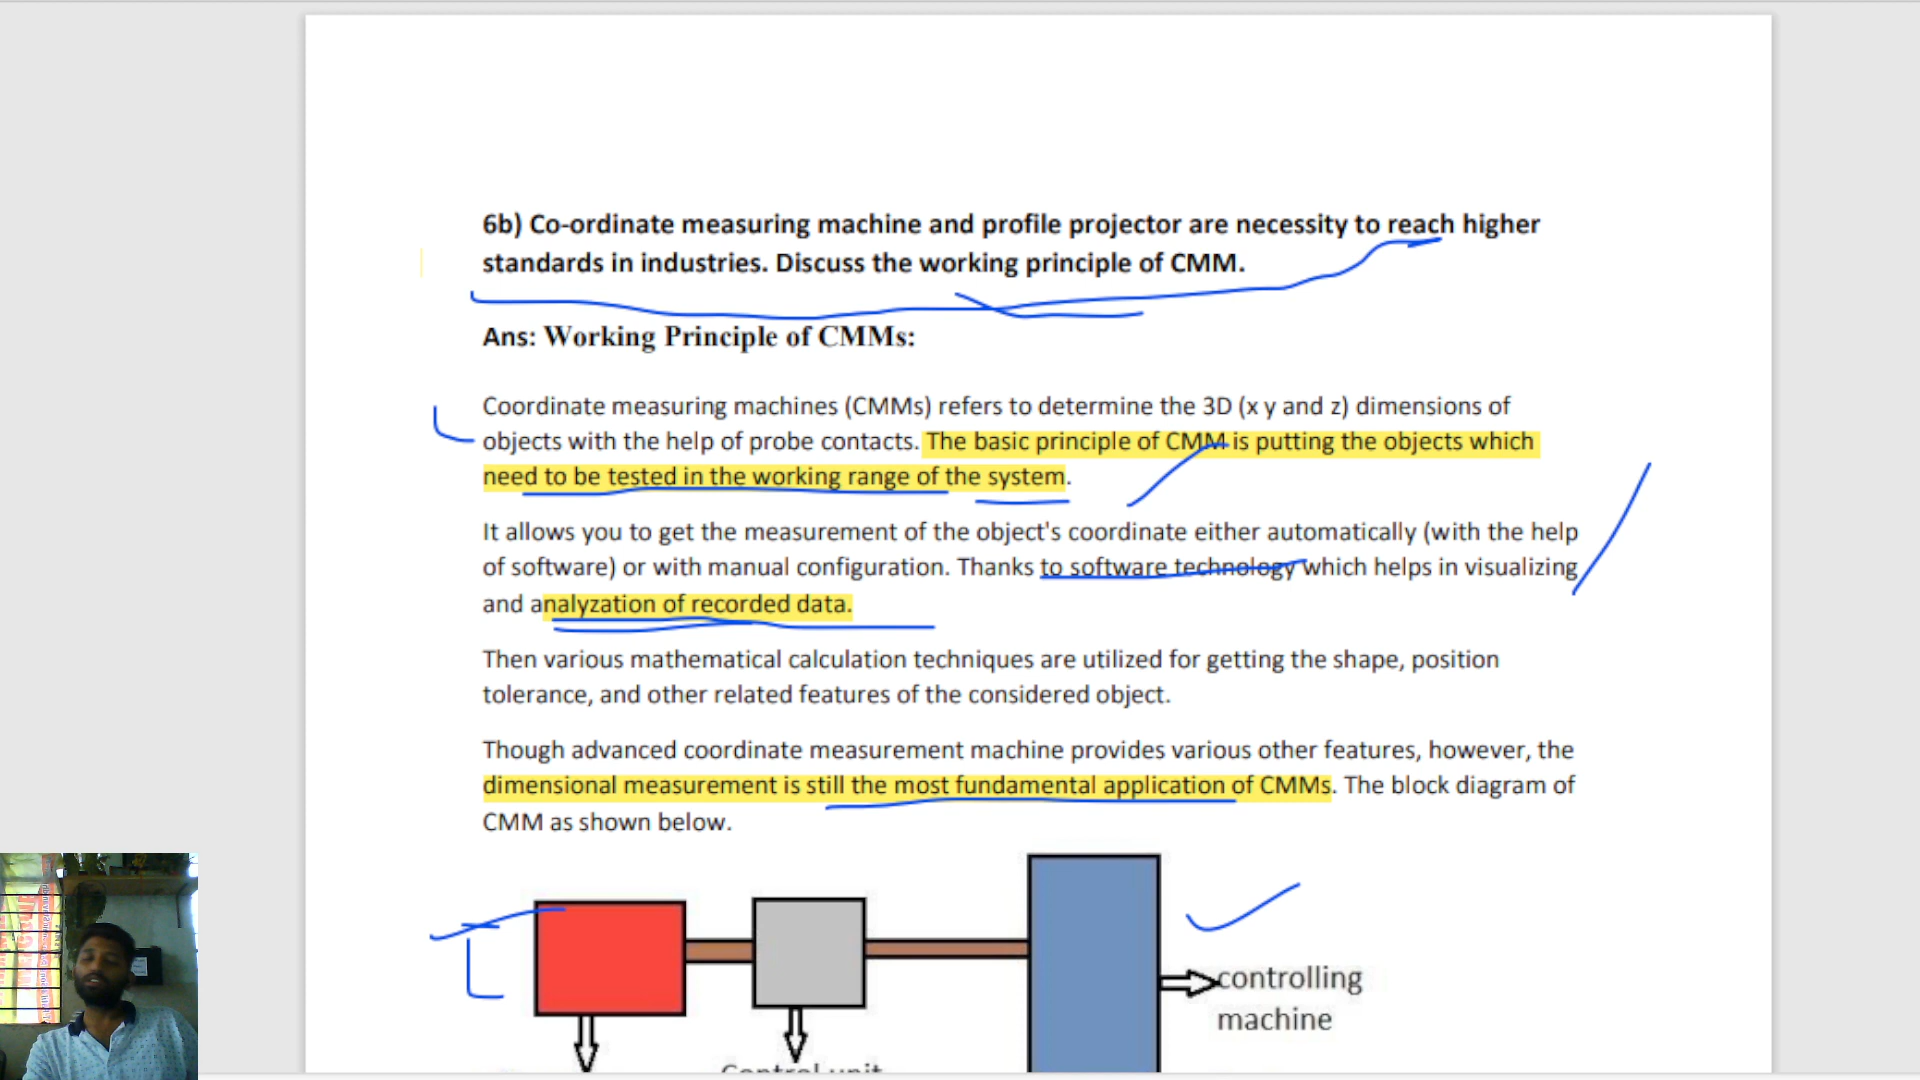 6b) Co-ordinate measuring machine and profile projector are necessity to reach higher
standards in industries. Discuss the working principle of CMM.
Ans: Working Principle of CMMs:
Coordinate measuring machines (CMMs) refers to determine the 3D (x y and z) dimensions of
objects with the help of probe contacts. The basic principle of CMM is putting the objects which
need to be tested in the working range of the system.
It allows you to get the measurement of the object's coordinate either automatically (with the help
of software) or with manual configuration. Thanks to software technology which helps in visualizing
and analyzation of recorded data.
Then various mathematical calculation techniques are utilized for getting the shape, position
tolerance, and other related features of the considered object.
Though advanced coordinate measurement machine provides various other features, however, the
dimensional measurement is still the most fundamental application of CMMs. The block diagram of
CMM as shown below.
controlling
machine
Control unit